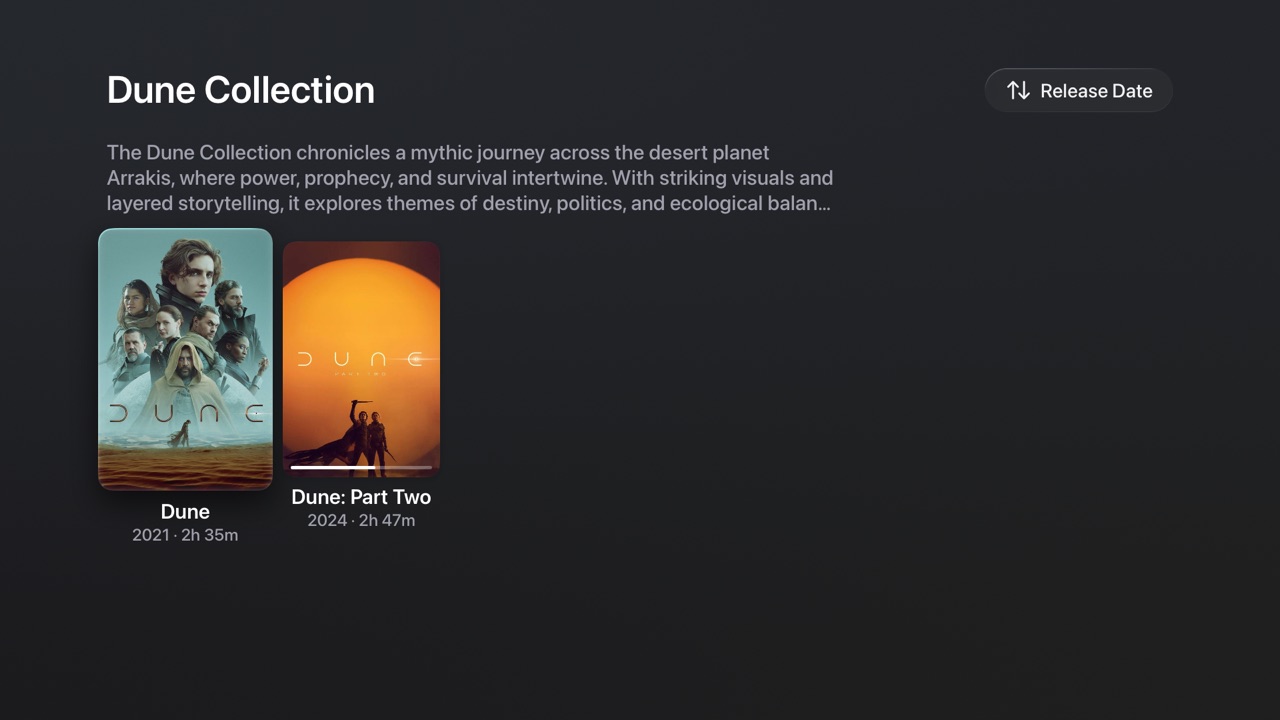 Dune Collection
Release Date
The Dune Collection chronicles a mythic journey across the desert planet
Arrakis, where power, prophecy, and survival intertwine. With striking visuals and
layered storytelling, it explores themes of destiny, politics, and ecological balan...
DUNE
DUNE
PART TWO
Dune
2021 · 2h 35m
Dune: Part Two
2024 · 2h 47m